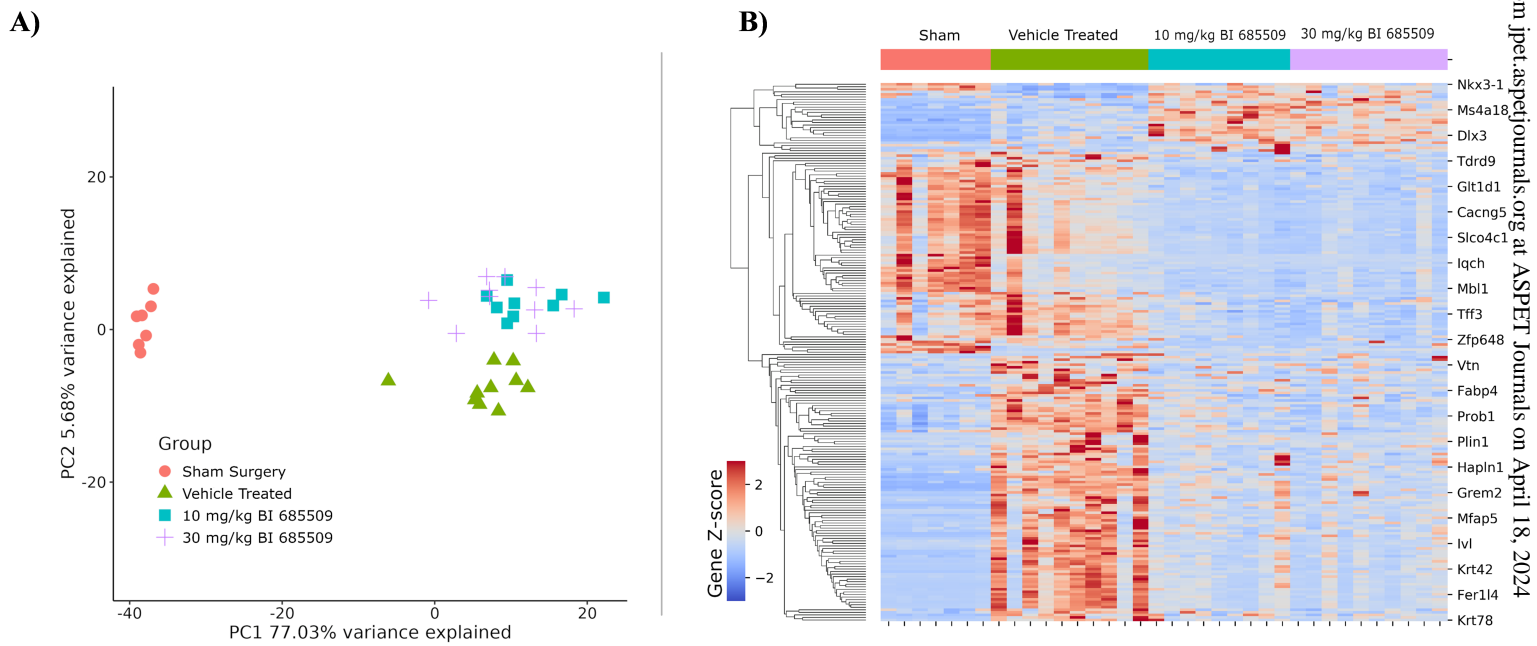 A)
20
0
-20
-40
-20
0
20
PC2 5.68% variance explained
PC1 77.03% variance explained
Group
Sham Surgery
Vehicle Treated
10 mg/kg BI 685509
30 mg/kg BI 685509
B)
Sham
Vehicle Treated
10 mg/kg BI 685509
30 mg/kg BI 685509
Nkx3-1
Ms4a18
Dlx3
Tdrd9
Glt1d1
Cacng5
Slco4c1
Iqch
Mbl1
Tff3
Zfp648
Vtn
Fabp4
Prob1
Plin1
Hapln1
Grem2
Mfap5
Ivl
Krt42
Fer1l4
Krt78
Gene Z-score
2
0
−2
m jpet.aspetjournals.org at ASPET Journals on April 18, 2024